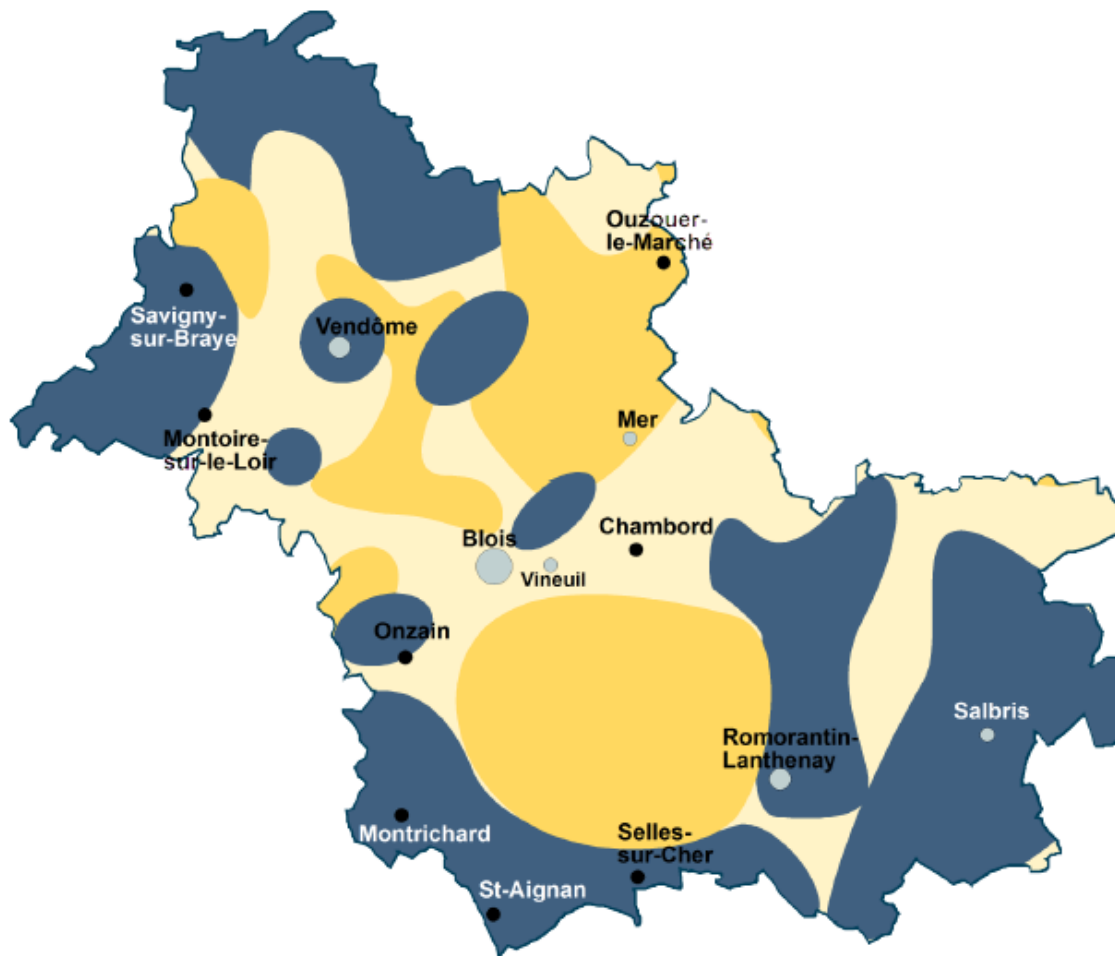 Ouzouer-
le-Marché
Savigny-
sur-Braye
Vendôme
Mer
Montoire-
sur-le-Loir
Chambord
Blois
Vineuil
Onzain
Salbris
Romorantin-
Lanthenay
Montrichard
Selles-
sur-Cher
St-Aignan